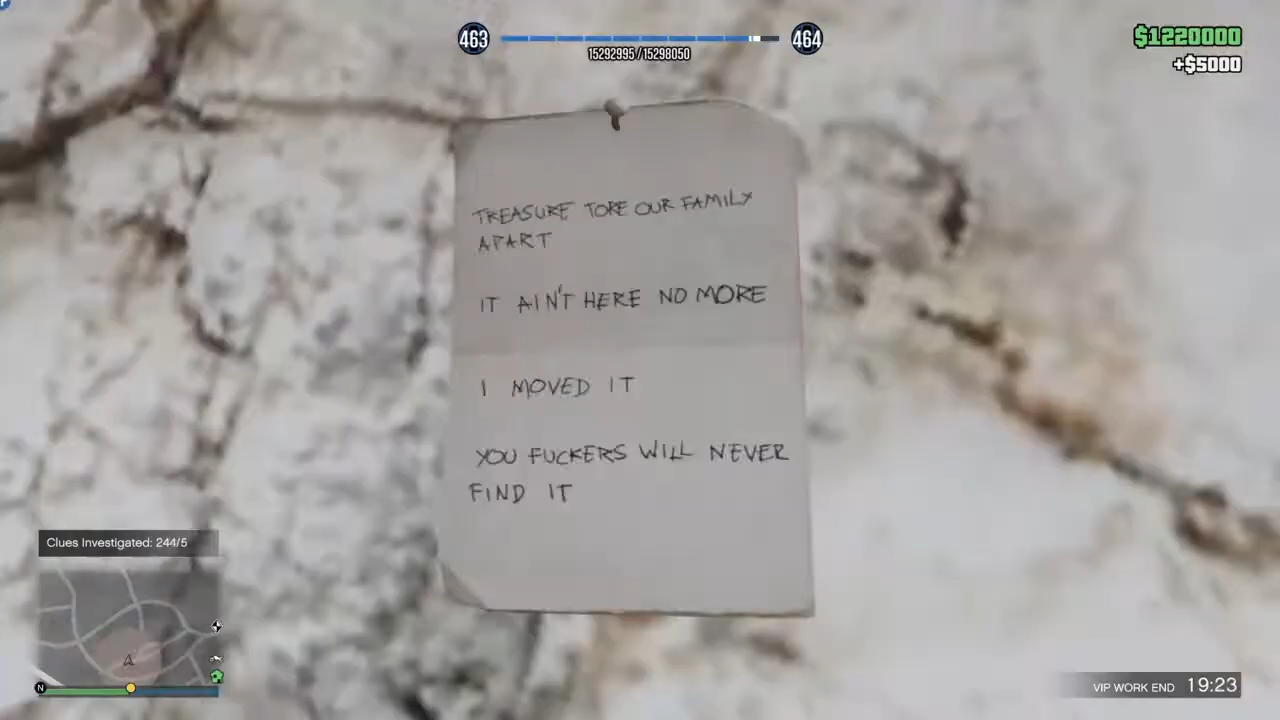 463
464
15292995/15298050
$1220000
+$5000
TREASURE TORE OUR FAMILY
APART
IT AIN'T HERE NO MORE
I MOVED IT
YOU FUCKERS WILL NEVER
FIND IT
Clues Investigated: 244/5
N
VIP WORK END 19:23